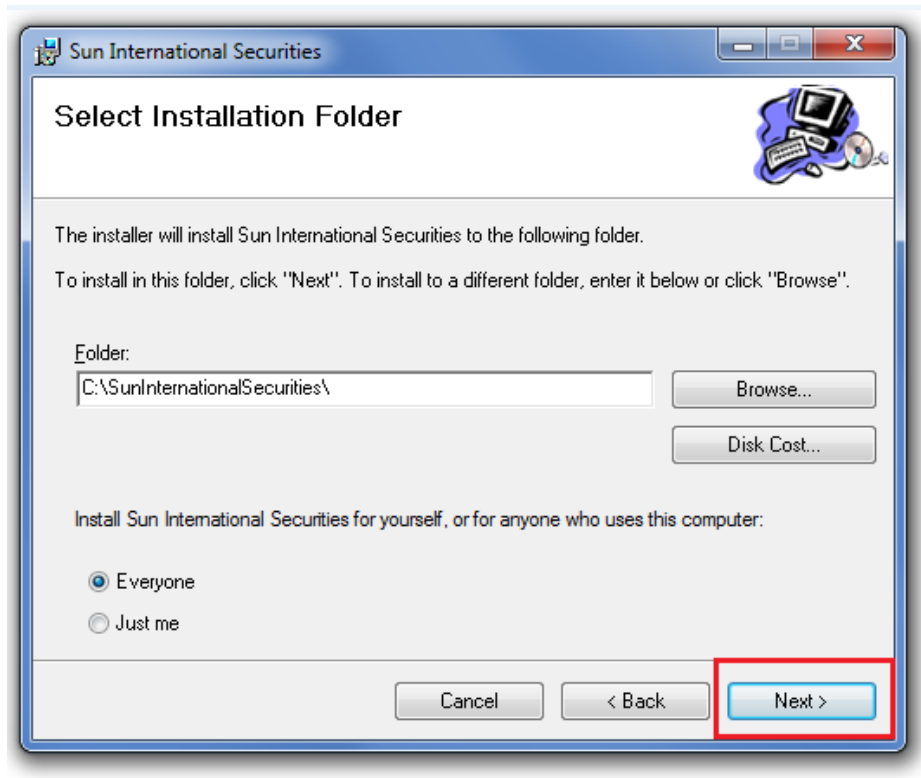 Sun International Securities
Select Installation Folder
The installer will install Sun International Securities to the following folder.
To install in this folder, click "Next". To install to a different folder, enter it below or click "Browse".
Folder:
C:\SunInternationalSecurities\
Browse...
Disk Cost...
Install Sun International Securities for yourself, or for anyone who uses this computer:
Everyone
Just me
Cancel
< Back
Next >